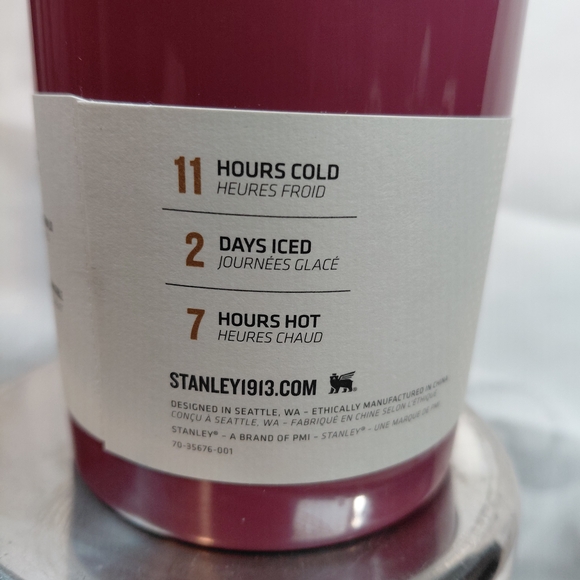 11 HOURS COLD
HEURES FROID
2 DAYS ICED
JOURNÉES GLACÉ
7 HOURS HOT
HEURES CHAUD
STANLEY1913.COM
DESIGNED IN SEATTLE, WA - ETHICALLY MANUFACTURED IN CHINA
CONÇU À SEATTLE, WA - FABRIQUÉ EN CHINE SELON L'ÉTHIQUE
STANLEY® - A BRAND OF PMI - STANLEY® - UNE MARQUE DE PMI
70-35676-001